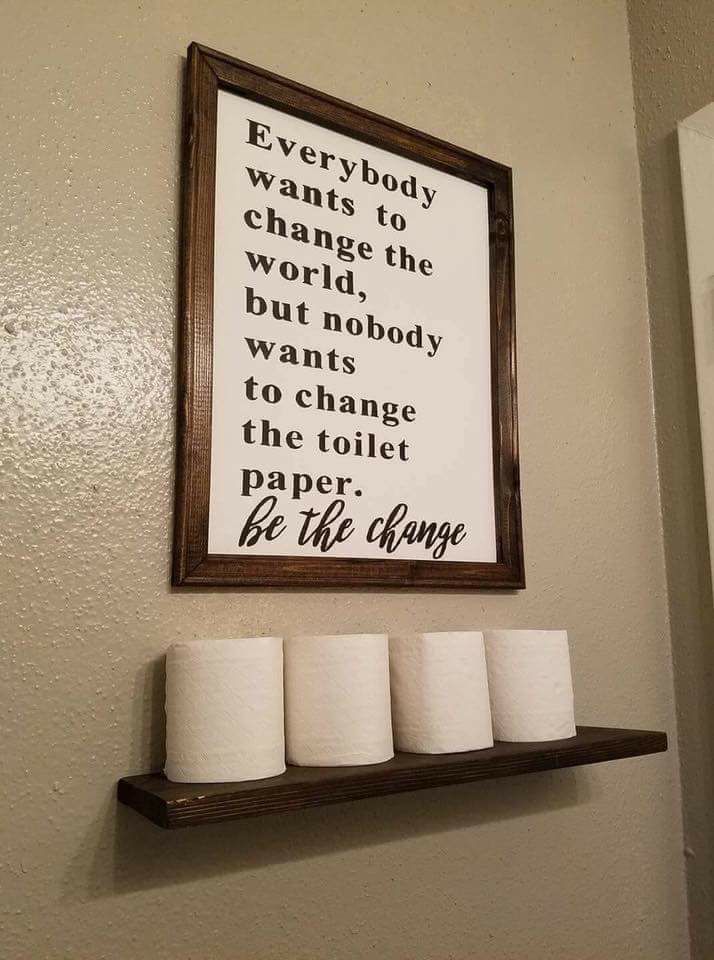 Everybody
wants to
change the
world,
but nobody
wants
to change
the toilet
paper.
be the change